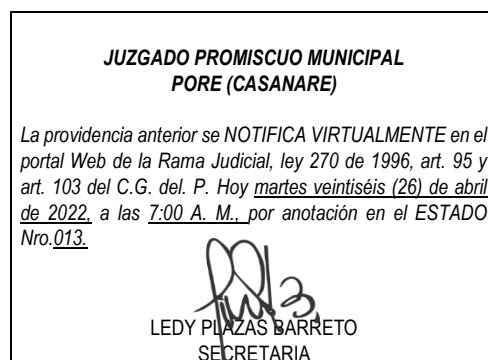 JUZGADO PROMISCUO MUNICIPAL
PORE (CASANARE)
La providencia anterior se NOTIFICA VIRTUALMENTE en el
portal Web de la Rama Judicial, ley 270 de 1996, art. 95 y
art. 103 del C.G. del. P. Hoy martes veintiséis (26) de abril
de 2022, a las 7:00 A. M., por anotación en el ESTADO
Nro.013.
LEDY PLAZAS BARRETO
SECRETARIA